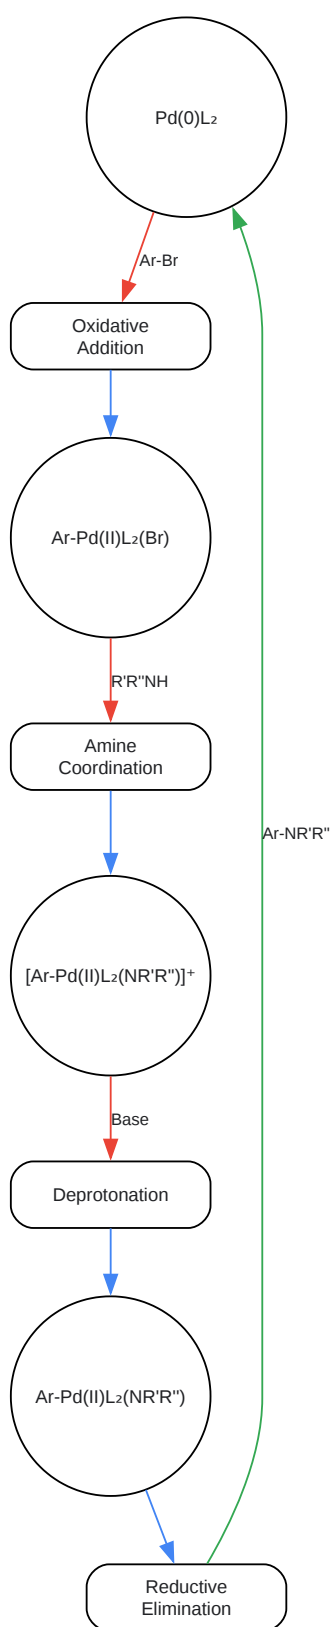 Pd(0)L₂
Ar-Br
Oxidative
Addition
Ar-Pd(II)L₂(Br)
R'R"NH
Amine
Coordination
Ar-NR'R"
[Ar-Pd(II)L₂(NR'R")]⁺
Base
Deprotonation
Ar-Pd(II)L₂(NR'R")
Reductive
Elimination